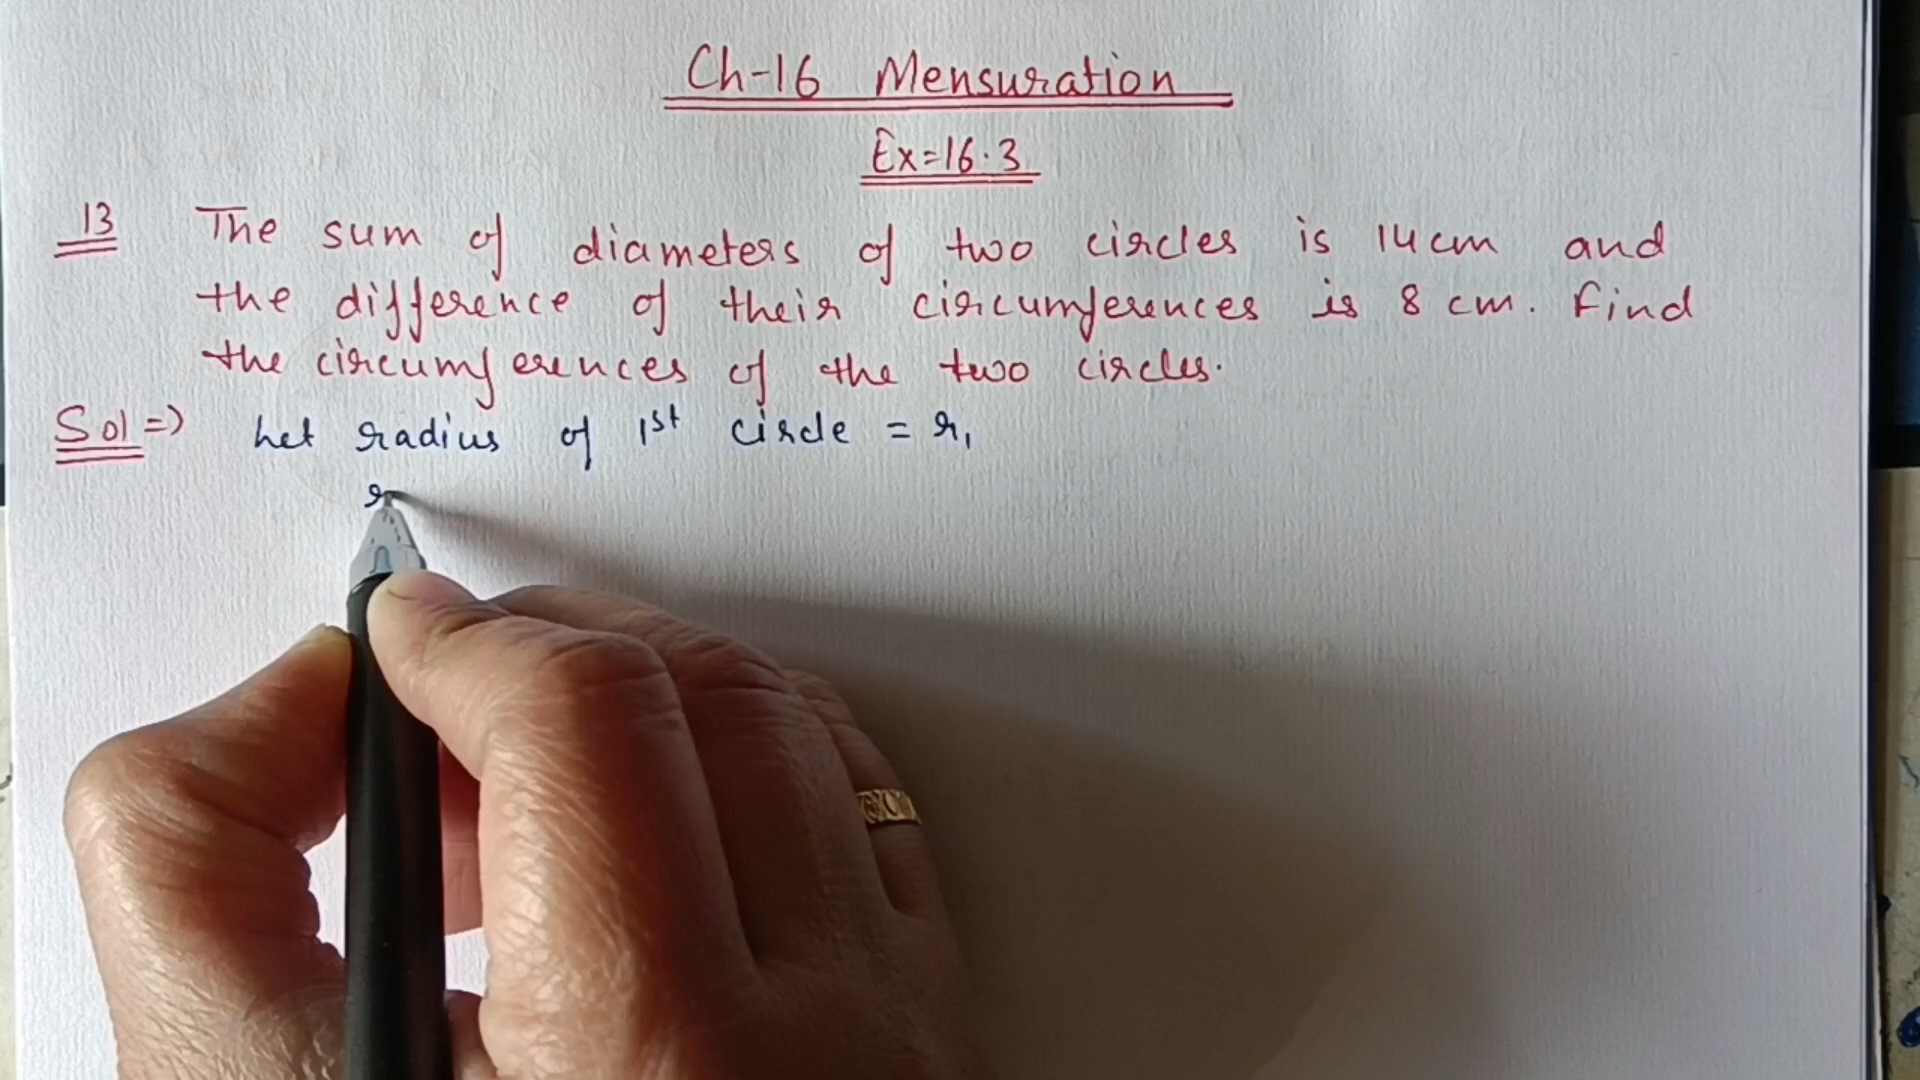 Ch-16 Mensuration
Ex=16.3
13 The sum of diameters of two circles is 14 cm and
the difference of their circumferences is 8 cm. Find
the circumferences of the two circles.
Sol=) Let radius of 1st circle = r₁
r